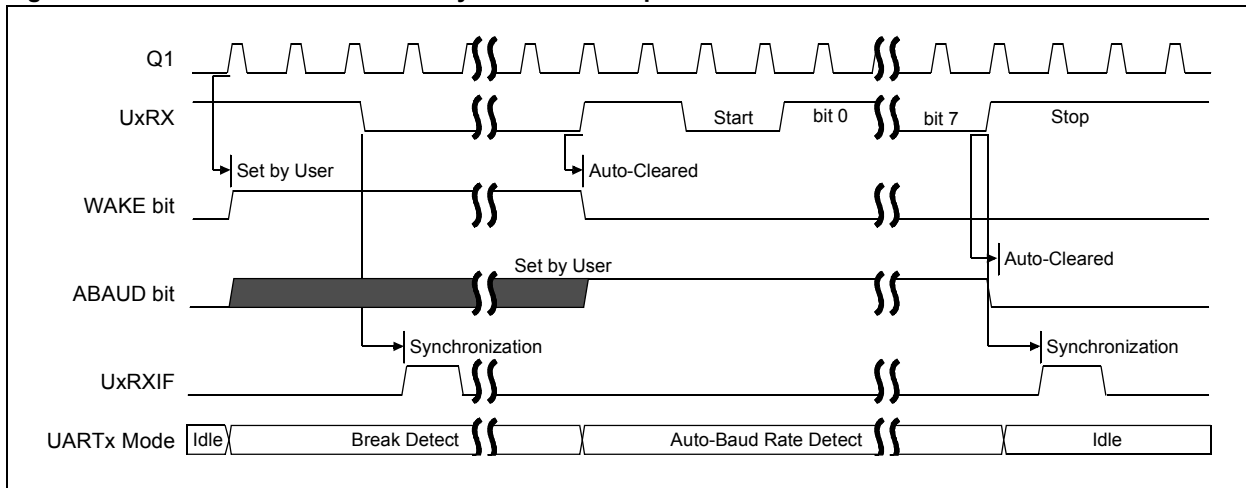 Q1
UxRX
Start
bit 0
bit 7
Stop
Set by User
Auto-Cleared
WAKE bit
Auto-Cleared
Set by User
ABAUD bit
Synchronization
Synchronization
UxRXIF
UARTx Mode
Idle
Break Detect
Auto-Baud Rate Detect
Idle